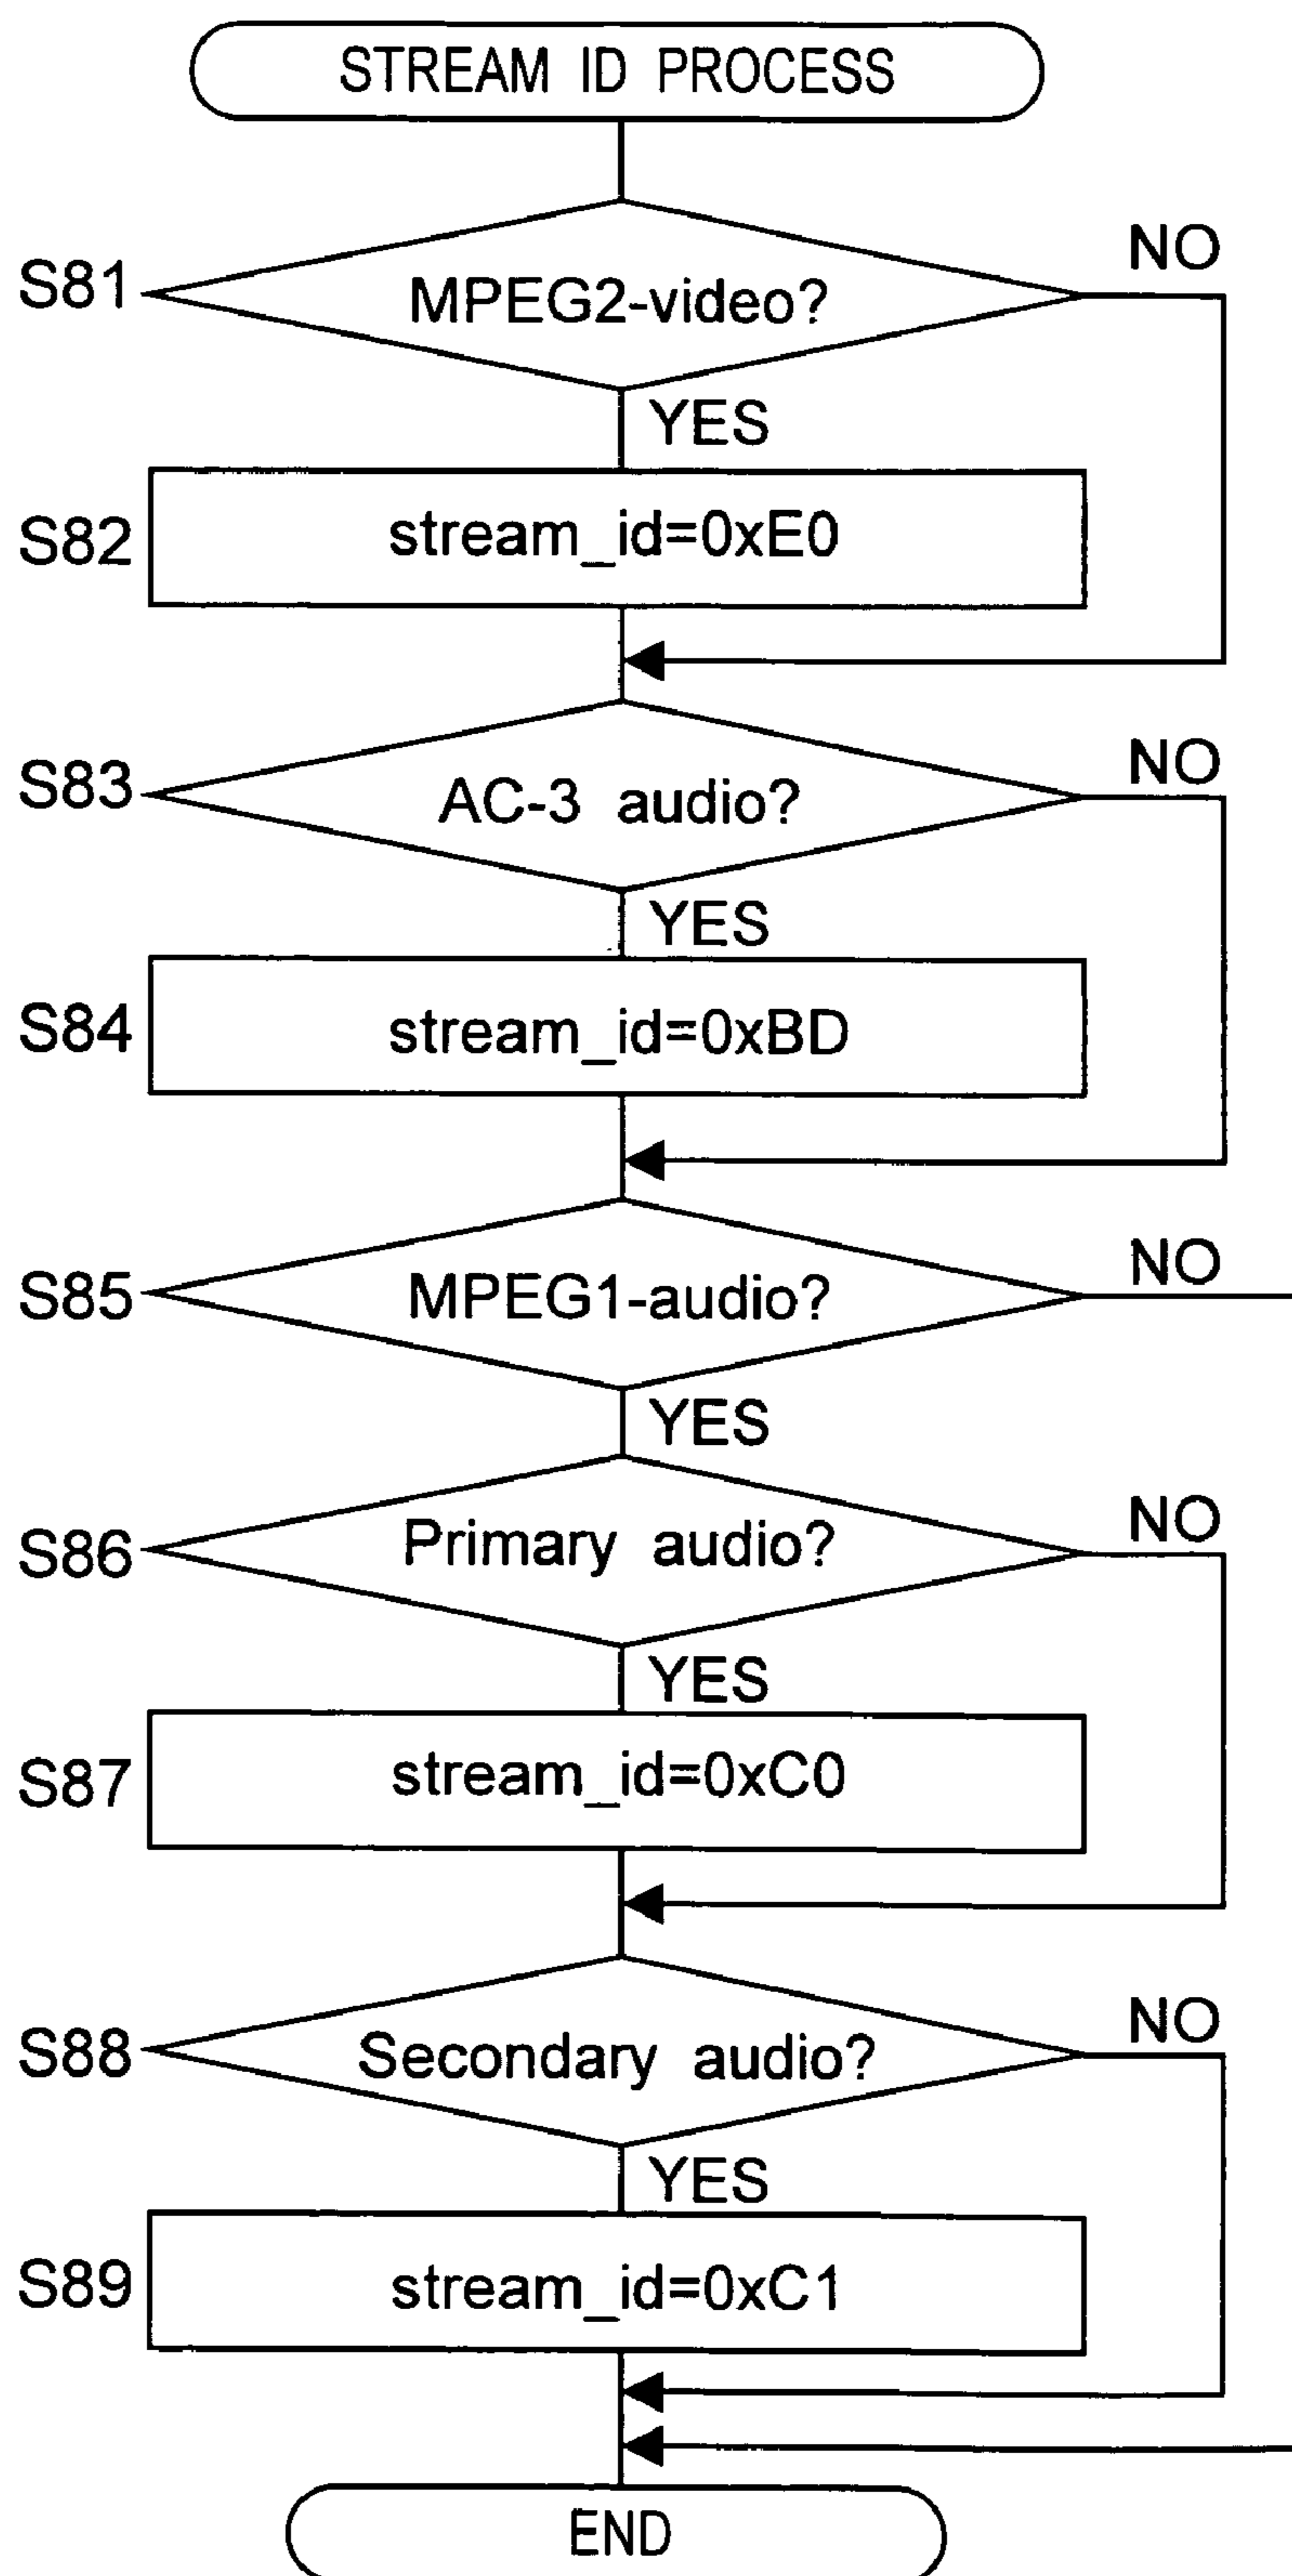 STREAM ID PROCESS
S81
MPEG2-video?
NO
YES
S82
stream_id=0xE0
S83
AC-3 audio?
NO
YES
S84
stream_id=0xBD
S85
MPEG1-audio?
NO
YES
S86
Primary audio?
NO
YES
S87
stream_id=0xC0
S88
Secondary audio?
NO
YES
S89
stream_id=0xC1
END